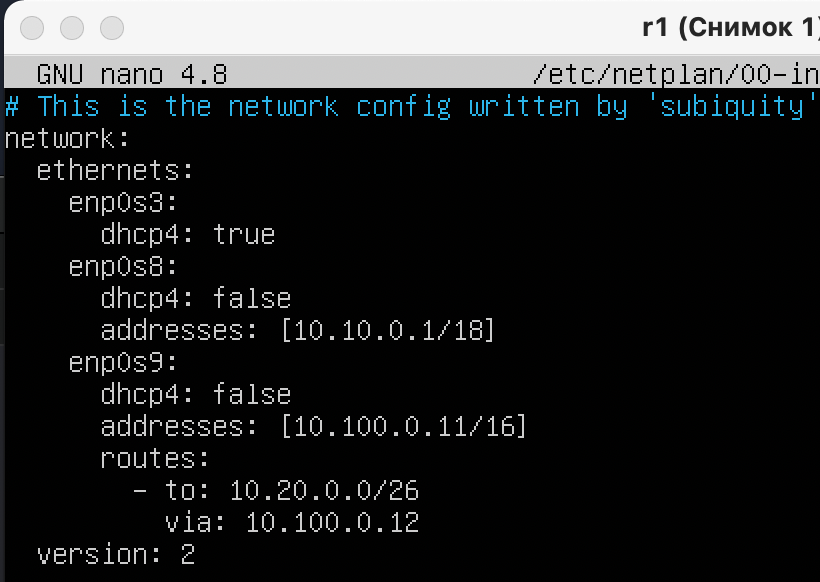 r1 (Снимок 1)
GNU nano 4.8 /etc/netplan/00-in
# This is the network config written by 'subiquity'
network:
  ethernets:
    enp0s3:
      dhcp4: true
    enp0s8:
      dhcp4: false
      addresses: [10.10.0.1/18]
    enp0s9:
      dhcp4: false
      addresses: [10.100.0.11/16]
      routes:
        - to: 10.20.0.0/26
          via: 10.100.0.12
  version: 2